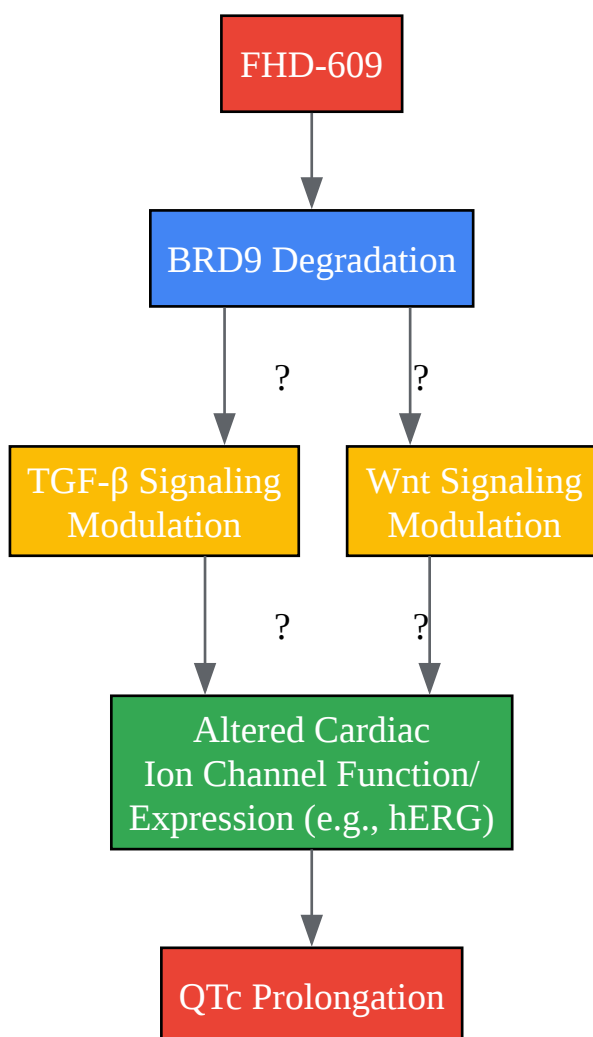 FHD-609
BRD9 Degradation
?
?
TGF-β Signaling
Modulation
Wnt Signaling
Modulation
?
?
Altered Cardiac
Ion Channel Function/
Expression (e.g., hERG)
QTc Prolongation